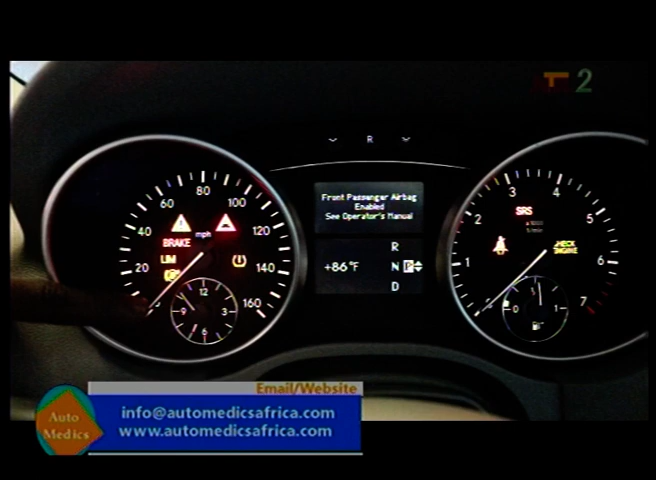 2
R
Front Passenger Airbag
Enabled
See Operator's Manual
+86°F
R
N P
D
20
40
60
80
100
120
140
160
mph
BRAKE
LIM
12
3
6
9
1
2
3
4
6
7
SRS
CHECK
ENGINE
0
1
Auto
Medics
Email/Website
info@automedicsafrica.com
www.automedicsafrica.com